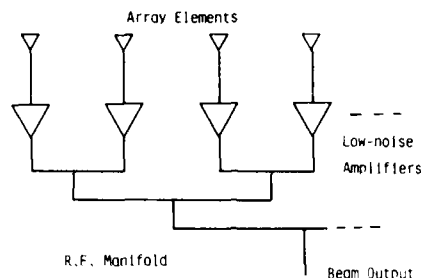 Array Elements
Low-noise
Amplifiers
R.F. Manifold
Beam Output